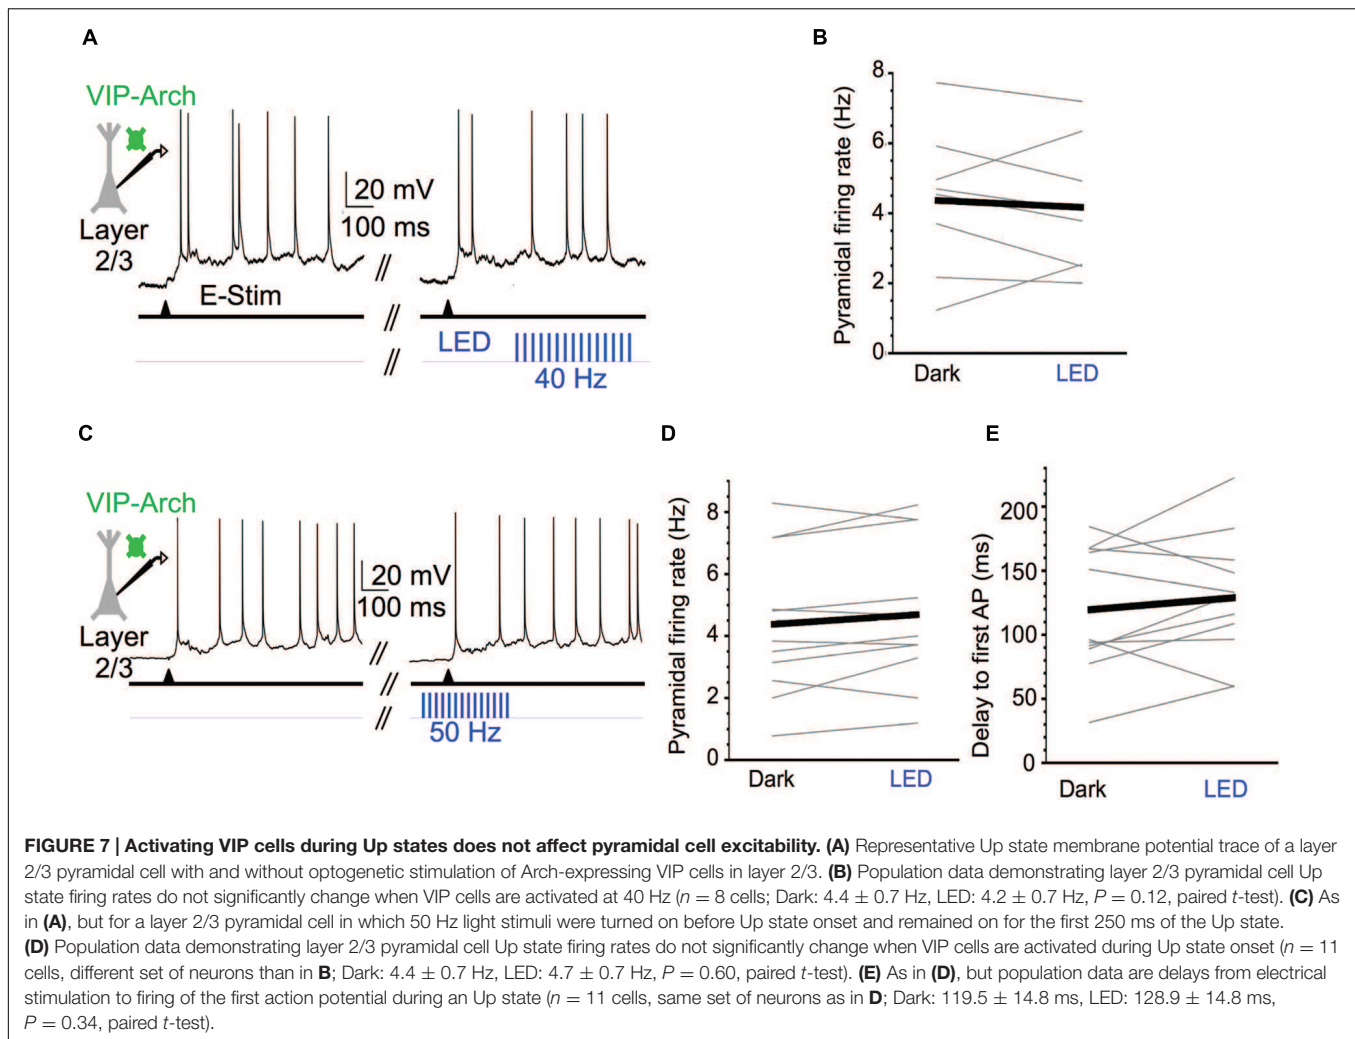 A
VIP-Arch
Layer
2/3
20 mV
100 ms
E-Stim
LED
40 Hz
B
Pyramidal firing rate (Hz)
8
6
4
2
0
Dark
LED
C
VIP-Arch
Layer
2/3
20 mV
100 ms
50 Hz
D
Pyramidal firing rate (Hz)
8
6
4
2
0
Dark
LED
E
Delay to first AP (ms)
200
150
100
50
0
Dark
LED
FIGURE 7 | Activating VIP cells during Up states does not affect pyramidal cell excitability. (A) Representative Up state membrane potential trace of a layer
2/3 pyramidal cell with and without optogenetic stimulation of Arch-expressing VIP cells in layer 2/3. (B) Population data demonstrating layer 2/3 pyramidal cell Up
state firing rates do not significantly change when VIP cells are activated at 40 Hz (n = 8 cells; Dark: 4.4 ± 0.7 Hz, LED: 4.2 ± 0.7 Hz, P = 0.12, paired t-test). (C) As
in (A), but for a layer 2/3 pyramidal cell in which 50 Hz light stimuli were turned on before Up state onset and remained on for the first 250 ms of the Up state.
(D) Population data demonstrating layer 2/3 pyramidal cell Up state firing rates do not significantly change when VIP cells are activated during Up state onset (n = 11
cells, different set of neurons than in B; Dark: 4.4 ± 0.7 Hz, LED: 4.7 ± 0.7 Hz, P = 0.60, paired t-test). (E) As in (D), but population data are delays from electrical
stimulation to firing of the first action potential during an Up state (n = 11 cells, same set of neurons as in D; Dark: 119.5 ± 14.8 ms, LED: 128.9 ± 14.8 ms,
P = 0.34, paired t-test).